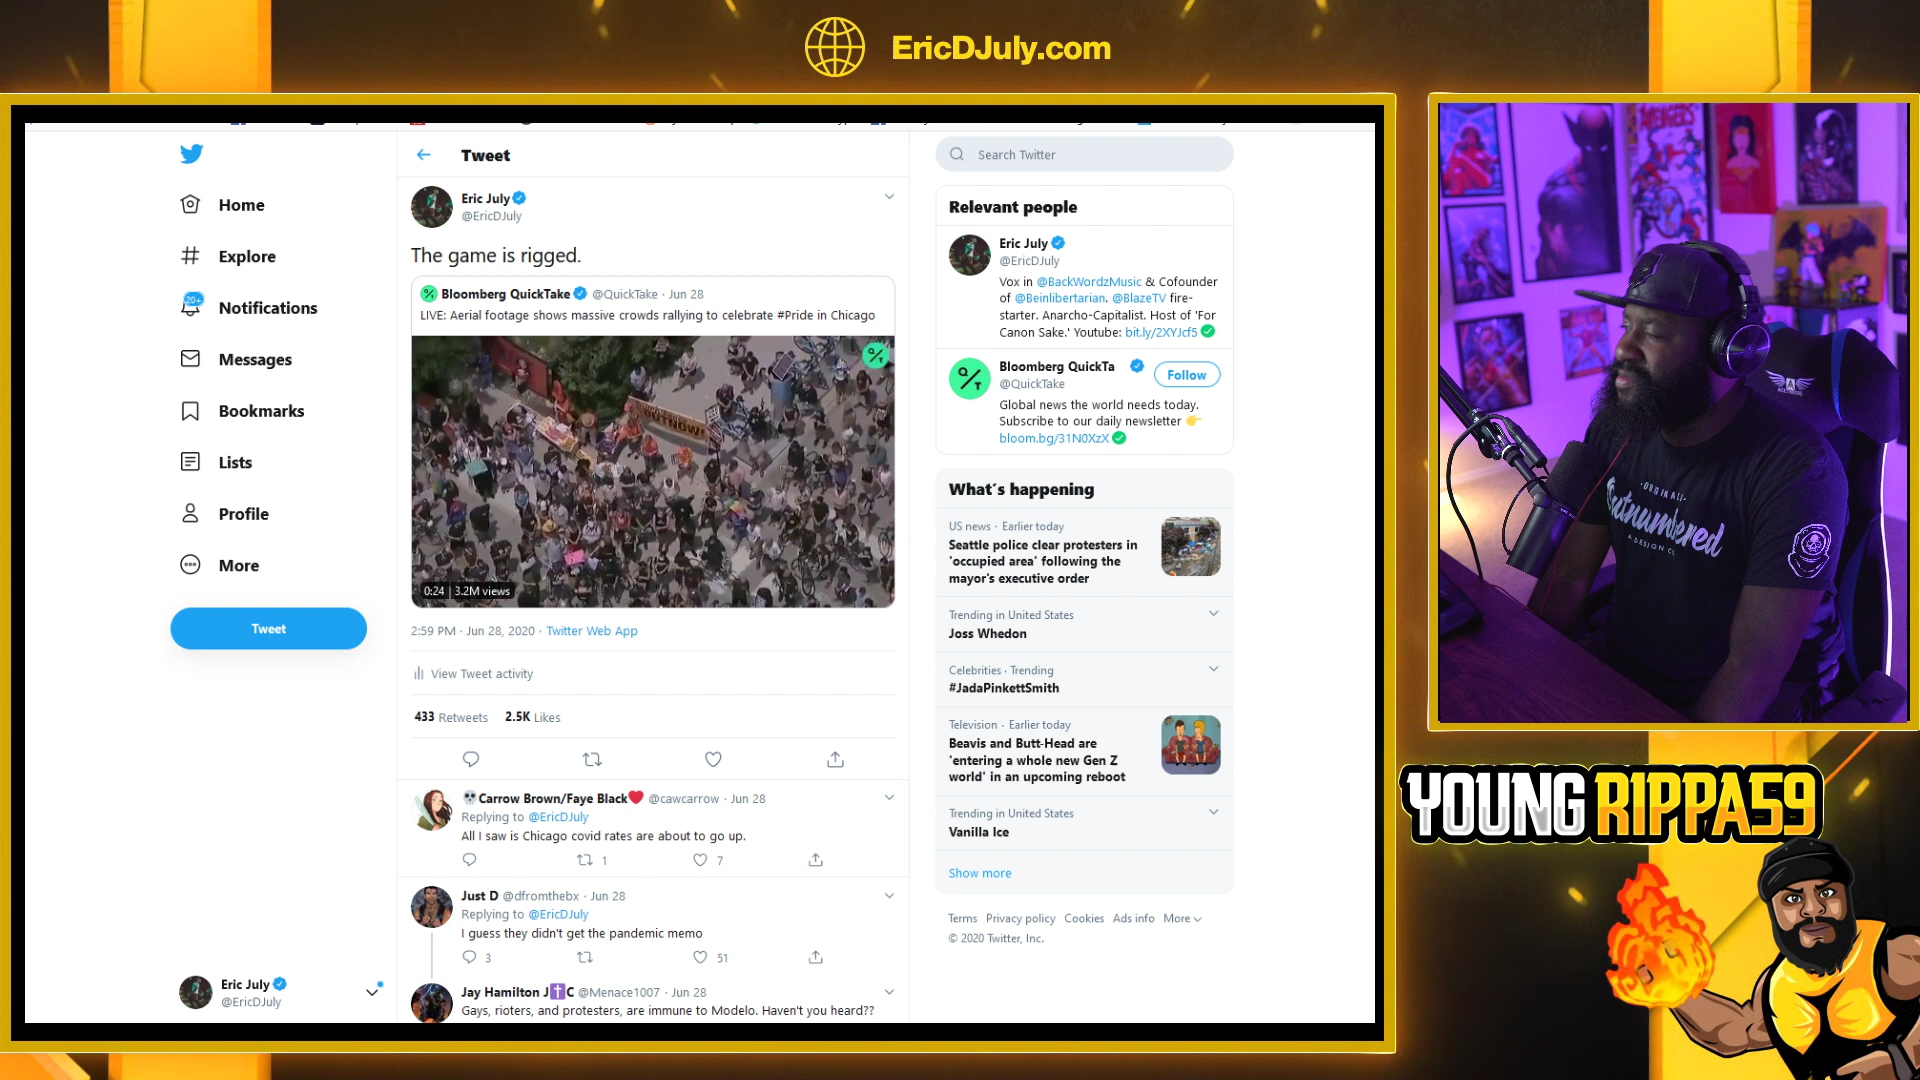 EricDJuly.com
Home
Explore
20+
Notifications
Messages
Bookmarks
Lists
Profile
More
Tweet
Eric July
@EricDJuly
Tweet
Eric July
@EricDJuly
The game is rigged.
Bloomberg QuickTake @QuickTake · Jun 28
LIVE: Aerial footage shows massive crowds rallying to celebrate #Pride in Chicago
OUTNOW!
0:24 | 3.2M views
2:59 PM · Jun 28, 2020 · Twitter Web App
View Tweet activity
433 Retweets 2.5K Likes
Carrow Brown/Faye Black @cawcarrow · Jun 28
Replying to @EricDJuly
All I saw is Chicago covid rates are about to go up.
1 7
Just D @dfromthebx · Jun 28
Replying to @EricDJuly
I guess they didn't get the pandemic memo
3 51
Jay Hamilton J✝️C @Menace1007 · Jun 28
Gays, rioters, and protesters, are immune to Modelo. Haven't you heard??
Search Twitter
Relevant people
Eric July
@EricDJuly
Vox in @BackWordzMusic & Cofounder
of @Beinlibertarian. @BlazeTV fire-
starter. Anarcho-Capitalist. Host of 'For
Canon Sake.' Youtube: bit.ly/2XYJcf5
Bloomberg QuickTa
Follow
@QuickTake
Global news the world needs today.
Subscribe to our daily newsletter
bloom.bg/31N0XzX
What's happening
US news · Earlier today
Seattle police clear protesters in
'occupied area' following the
mayor's executive order
Trending in United States
Joss Whedon
Celebrities · Trending
#JadaPinkettSmith
Television · Earlier today
Beavis and Butt-Head are
'entering a whole new Gen Z
world' in an upcoming reboot
Trending in United States
Vanilla Ice
Show more
Terms Privacy policy Cookies Ads info More
© 2020 Twitter, Inc.
AVENGERS
·ORIGINAL·
Outnumbered
A DESIGN CO
YOUNG RIPPA59